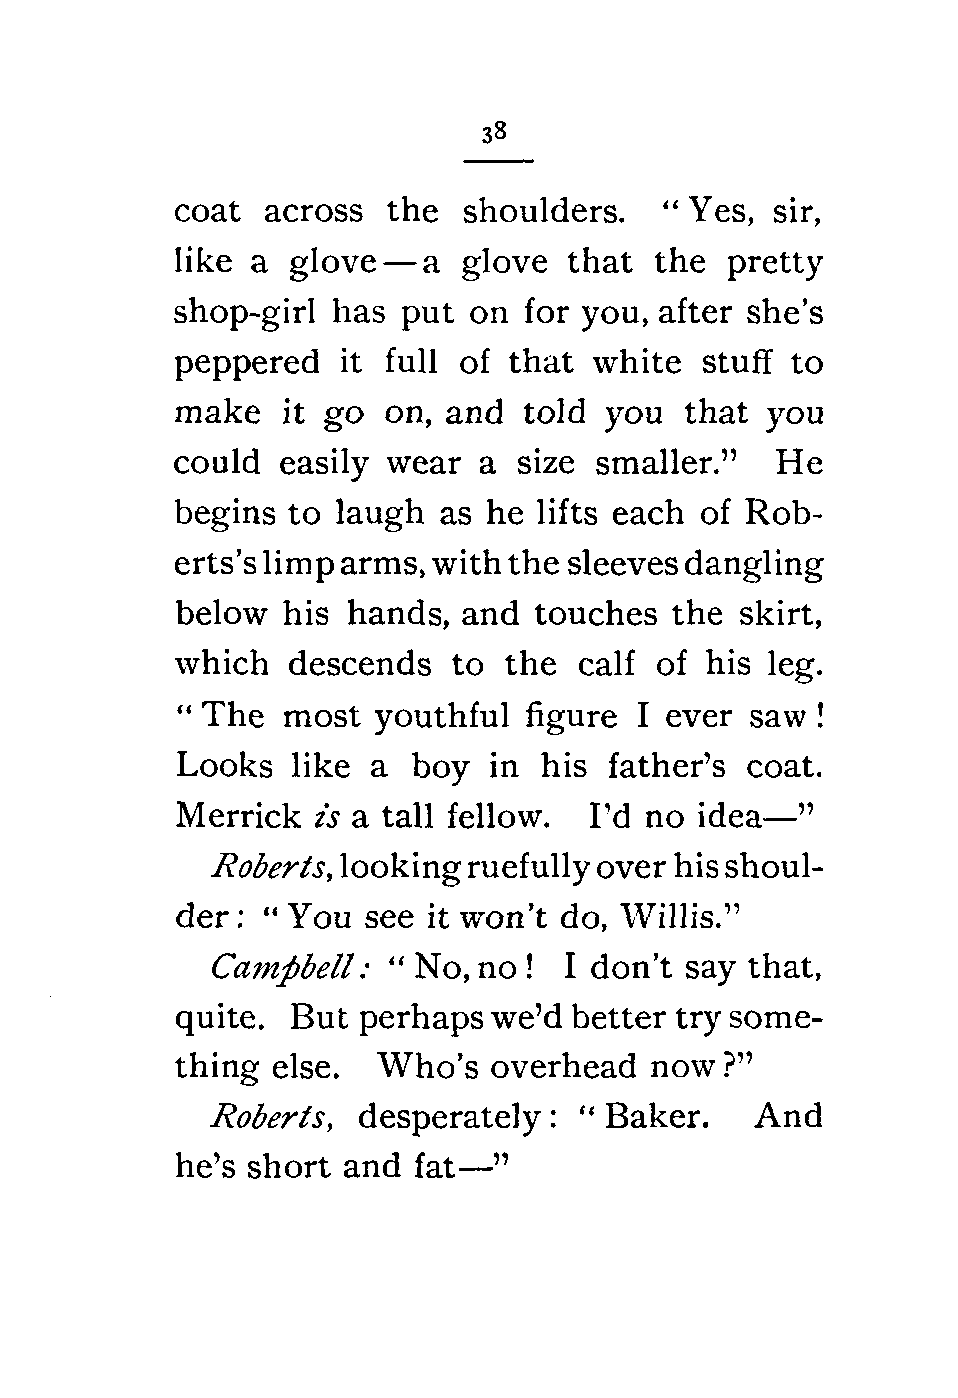 38
coat across the shoulders. "Yes, sir,
like a glove—a glove that the pretty
shop-girl has put on for you, after she's
peppered it full of that white stuff to
make it go on, and told you that you
could easily wear a size smaller." He
begins to laugh as he lifts each of Rob-
erts's limp arms, with the sleeves dangling
below his hands, and touches the skirt,
which descends to the calf of his leg.
"The most youthful figure I ever saw!
Looks like a boy in his father's coat.
Merrick is a tall fellow. I'd no idea—"
Roberts, looking ruefully over his shoul-
der: "You see it won't do, Willis."
Campbell: "No, no! I don't say that,
quite. But perhaps we'd better try some-
thing else. Who's overhead now?"
Roberts, desperately: "Baker. And
he's short and fat—"